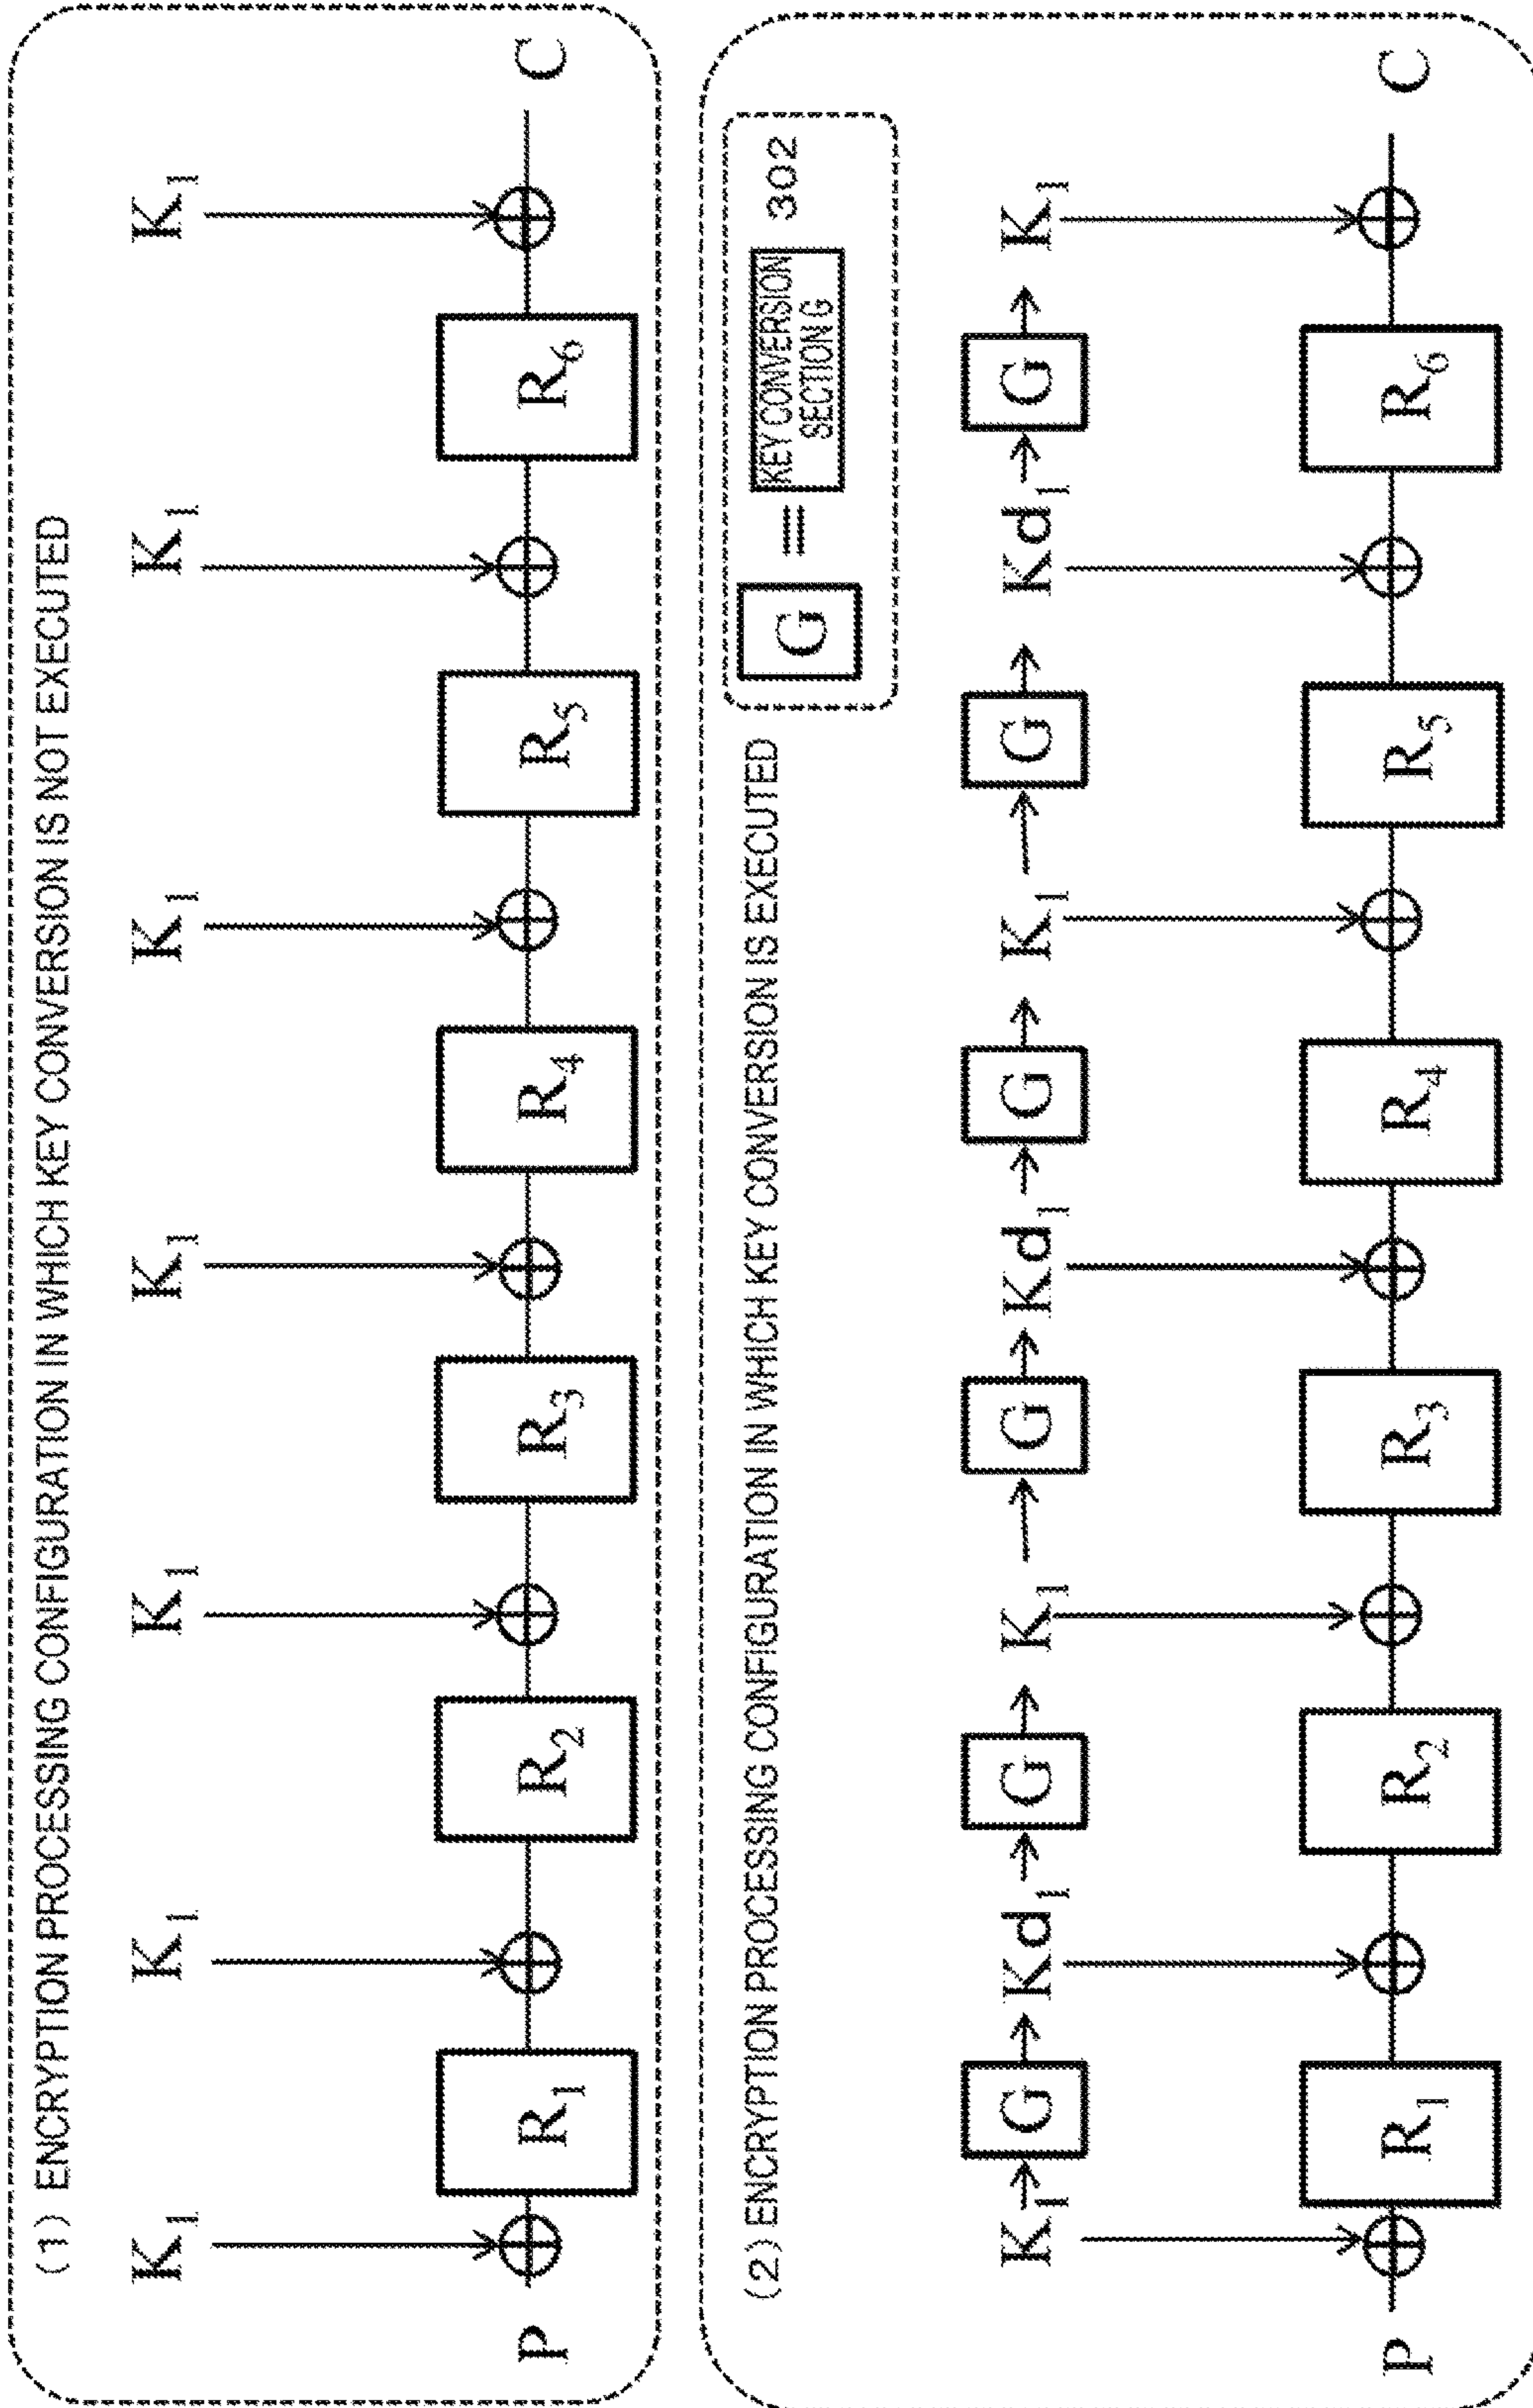 (1) ENCRYPTION PROCESSING CONFIGURATION IN WHICH KEY CONVERSION IS NOT EXECUTED
K1 K1 K1 K1 K1 K1 K1
P R1 R2 R3 R4 R5 R6 C
(2) ENCRYPTION PROCESSING CONFIGURATION IN WHICH KEY CONVERSION IS EXECUTED
G = KEY CONVERSION
SECTION G
302
K1 G Kd1 G K1 G Kd1 G K1 G Kd1 G K1
P R1 R2 R3 R4 R5 R6 C